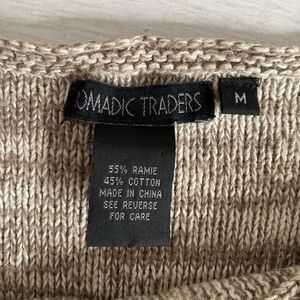 OMADIC TRADERS
M
55% RAMIE
45% COTTON
MADE IN CHINA
SEE REVERSE
FOR CARE